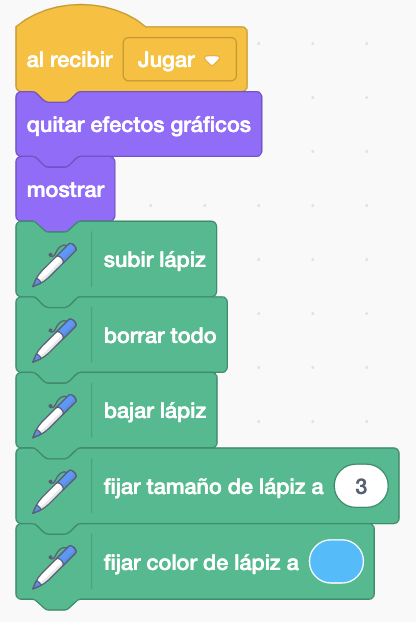 al recibir Jugar
quitar efectos gráficos
mostrar
subir lápiz
borrar todo
bajar lápiz
fijar tamaño de lápiz a 3
fijar color de lápiz a